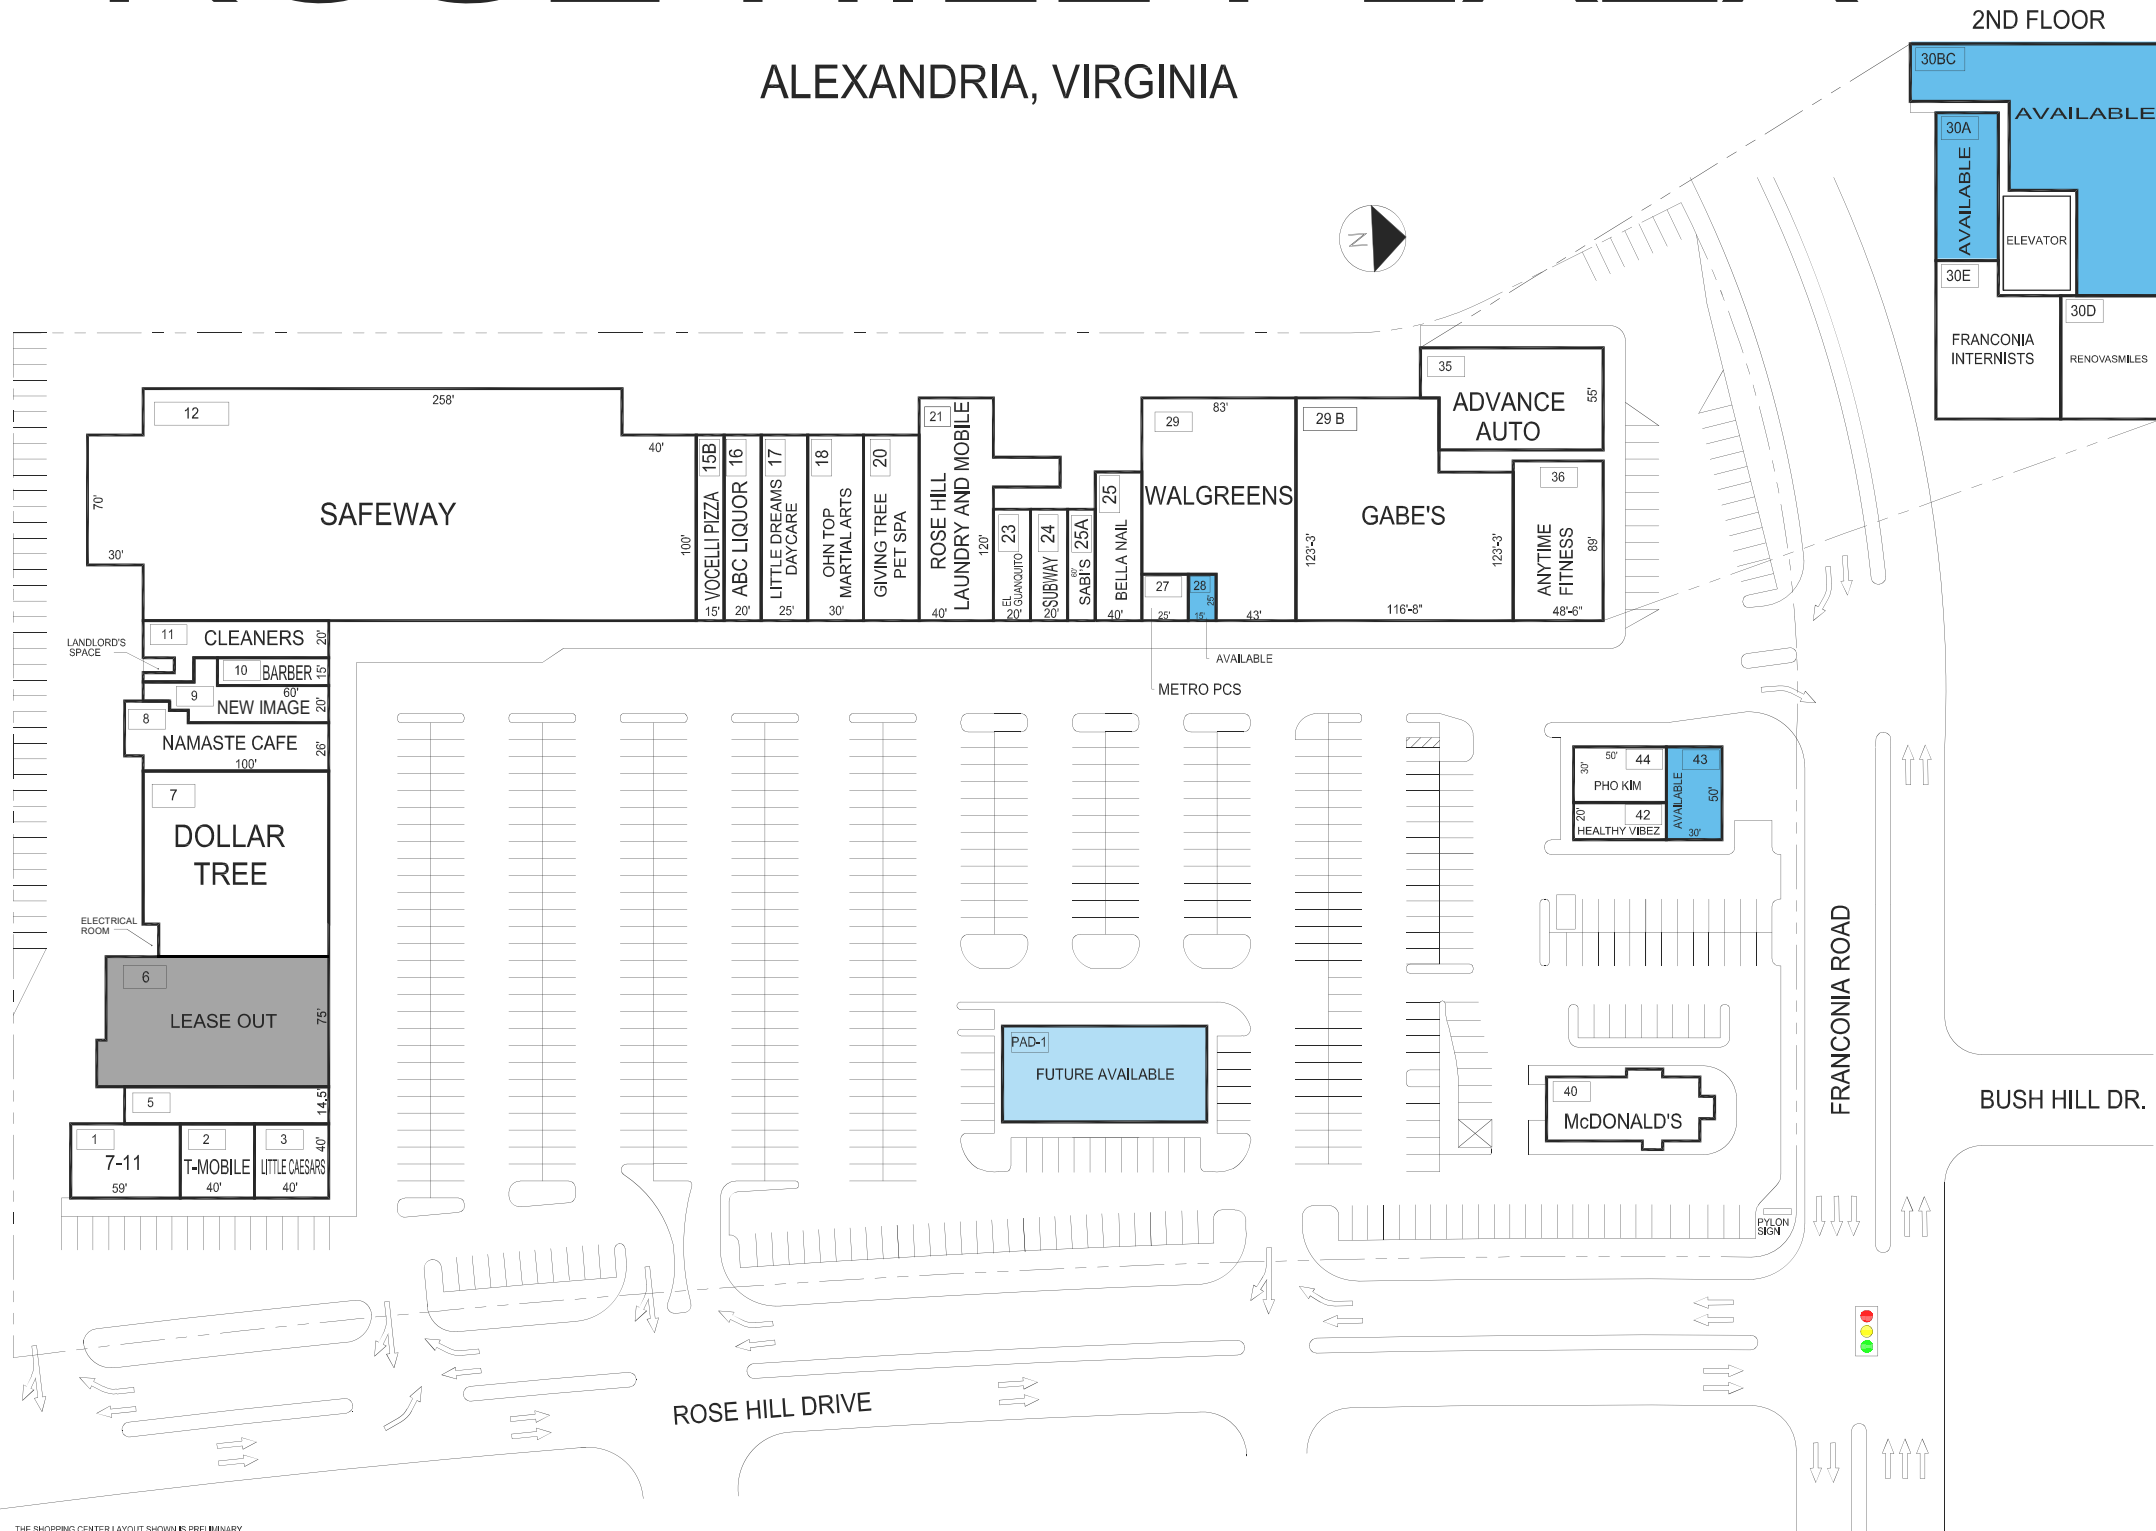 ALEXANDRIA, VIRGINIA
2ND FLOOR
30BC
AVAILABLE
30A
AVAILABLE
ELEVATOR
30E
FRANCONIA
INTERNISTS
30D
RENOVASMILES
N
12
258'
40'
70'
30'
SAFEWAY
100'
15B
VOCELLI PIZZA
15'
16
ABC LIQUOR
20'
17
LITTLE DREAMS
DAYCARE
25'
18
OHN TOP
MARTIAL ARTS
30'
20
GIVING TREE
PET SPA
21
ROSE HILL
LAUNDRY AND MOBILE
40'
120'
23
EL
GUANQUITO
20'
24
SUBWAY
20'
25A
60'
SABI'S
25
BELLA NAIL
40'
29
83'
WALGREENS
27
25'
28
25'
15'
43'
29 B
GABE'S
123'-3'
123'-3'
116'-8"
35
ADVANCE
AUTO
55'
36
ANYTIME
FITNESS
89'
48'-6"
AVAILABLE
METRO PCS
11
CLEANERS
20'
LANDLORD'S
SPACE
10
BARBER
15'
9
60'
NEW IMAGE
20'
8
NAMASTE CAFE
26'
100'
7
DOLLAR
TREE
ELECTRICAL
ROOM
6
LEASE OUT
75'
5
14.5'
1
7-11
59'
2
T-MOBILE
40'
3
LITTLE CAESARS
40'
40'
PAD-1
FUTURE AVAILABLE
50'
44
30'
PHO KIM
43
AVAILABLE
50'
30'
20'
42
HEALTHY VIBEZ
40
McDONALD'S
PYLON
SIGN
FRANCONIA ROAD
BUSH HILL DR.
ROSE HILL DRIVE
THE SHOPPING CENTER LAYOUT SHOWN IS PRELIMINARY